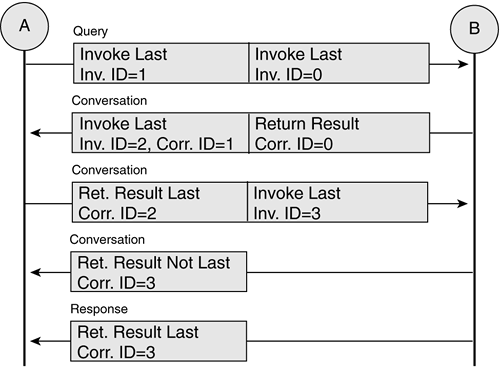 A
B
Query
Invoke Last
Inv. ID=1
Invoke Last
Inv. ID=0
Conversation
Invoke Last
Inv. ID=2, Corr. ID=1
Return Result
Corr. ID=0
Conversation
Ret. Result Last
Corr. ID=2
Invoke Last
Inv. ID=3
Conversation
Ret. Result Not Last
Corr. ID=3
Response
Ret. Result Last
Corr. ID=3